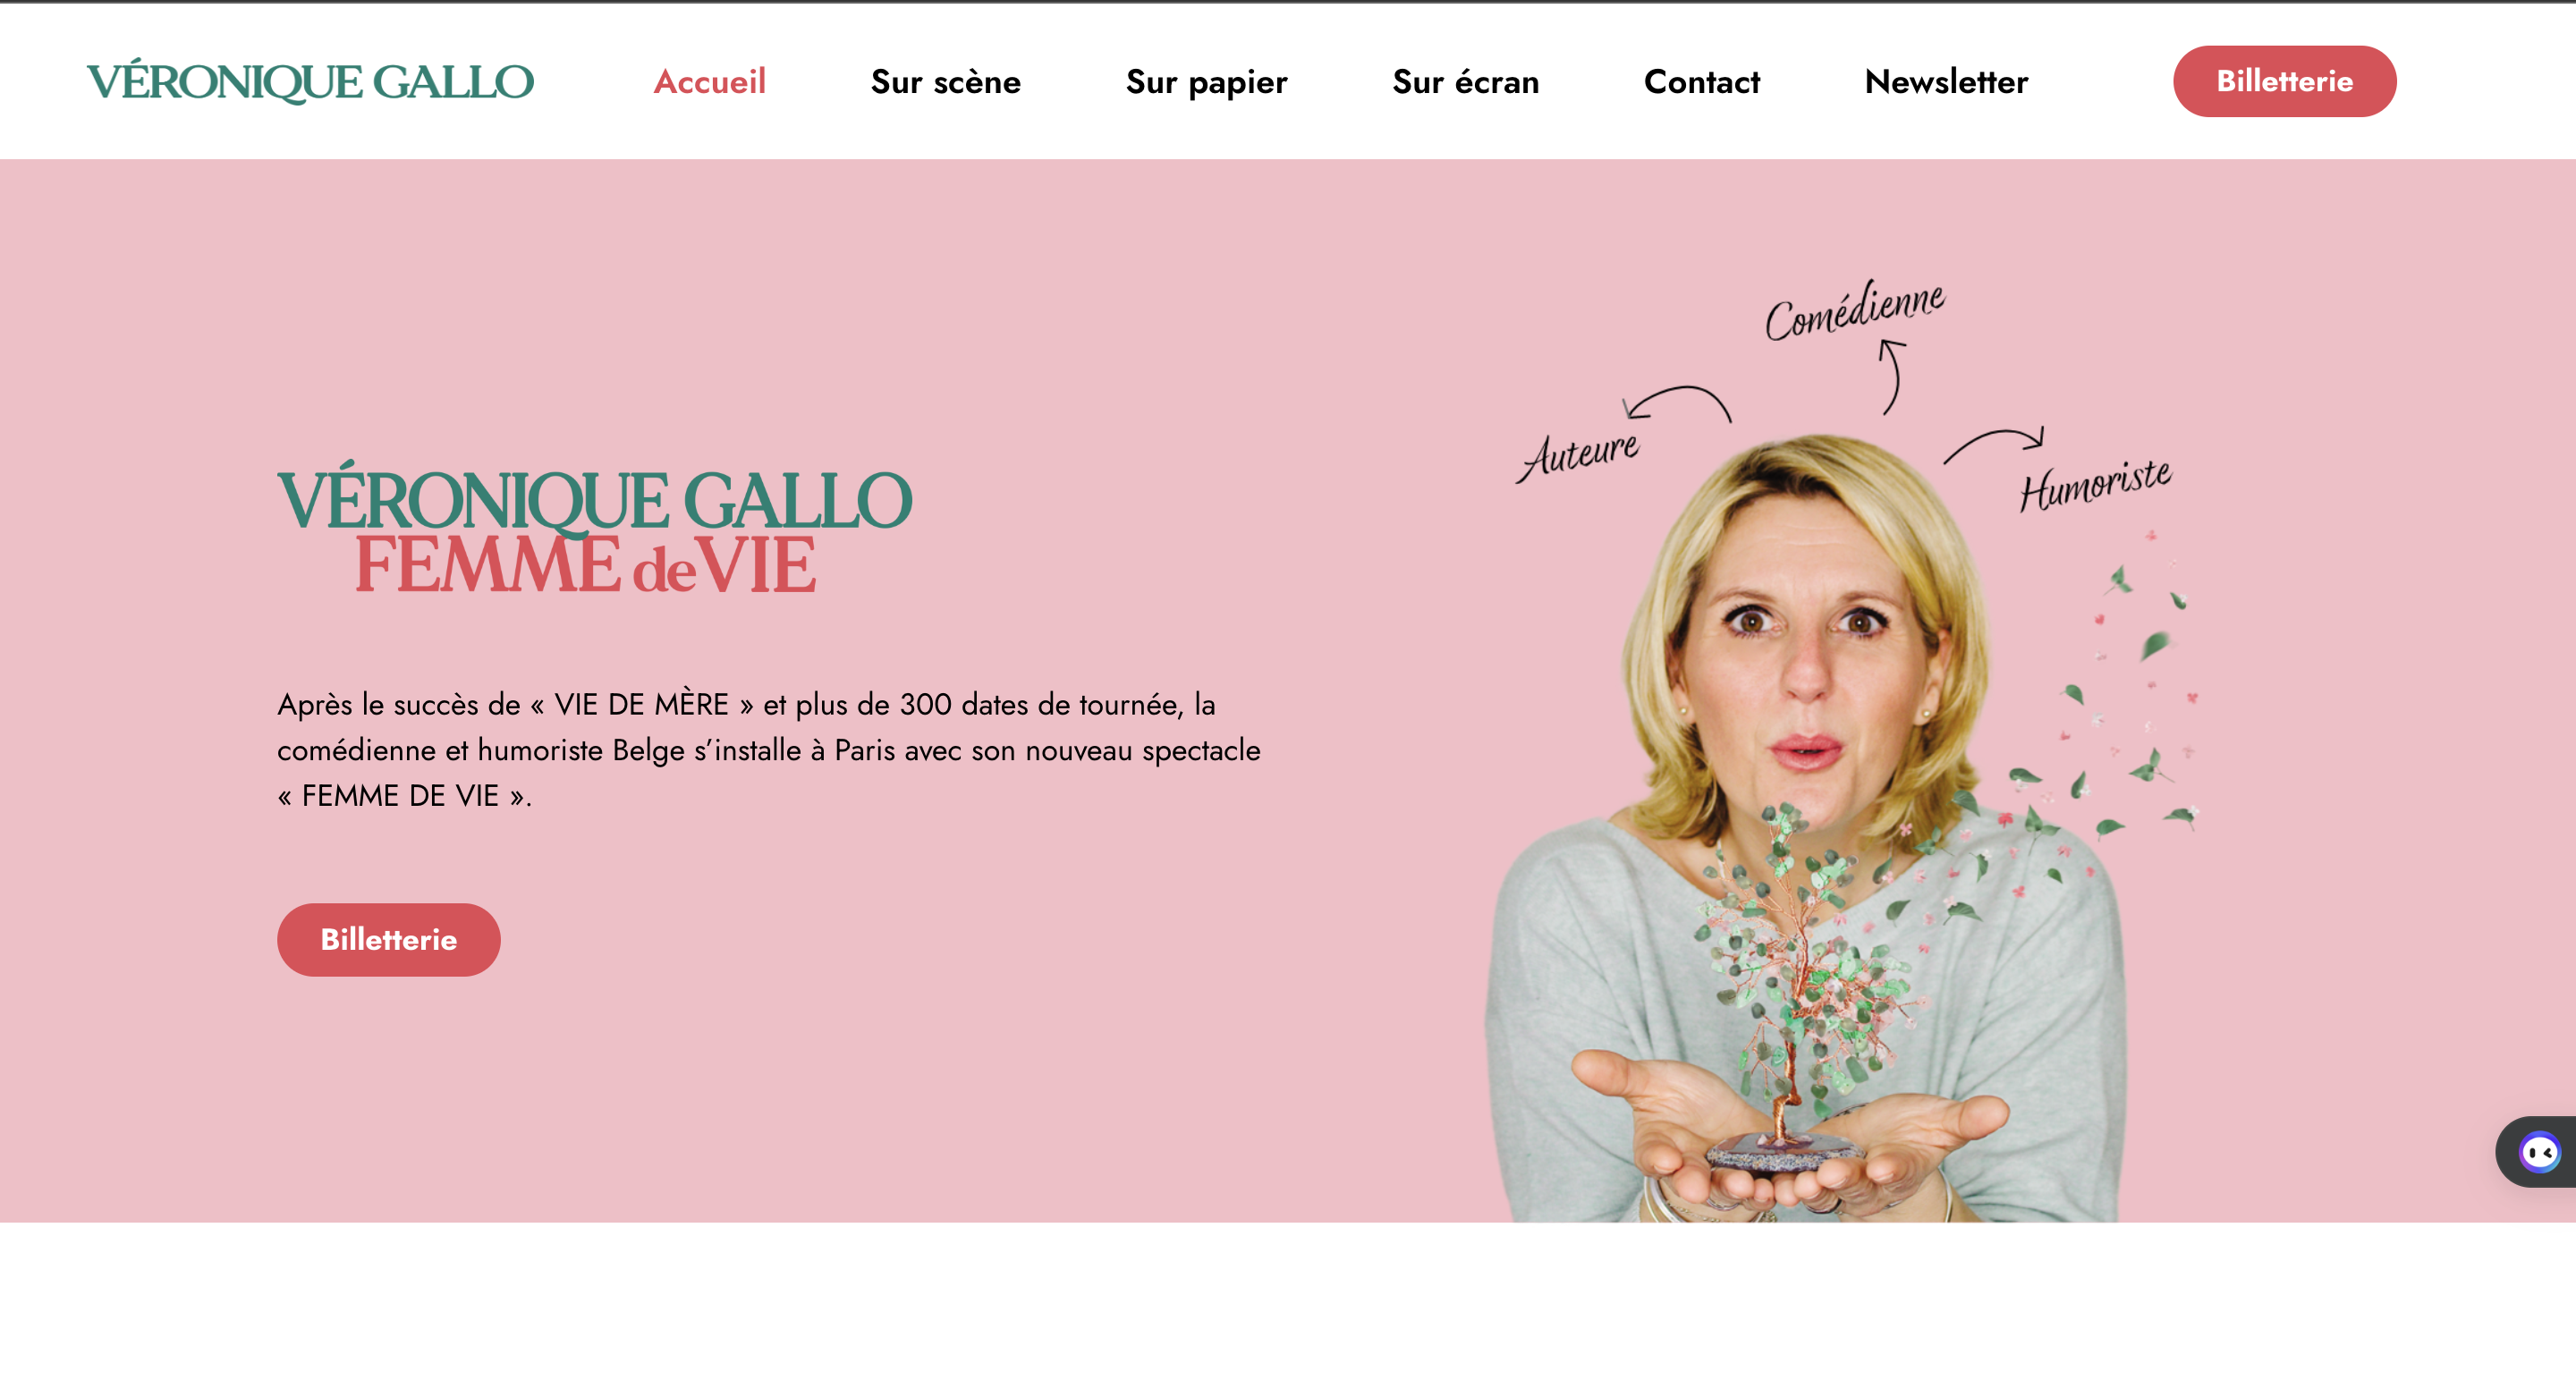 VÉRONIQUE GALLO
Accueil
Sur scène
Sur papier
Sur écran
Contact
Newsletter
Billetterie
VÉRONIQUE GALLO
FEMME de VIE
Après le succès de « VIE DE MÈRE » et plus de 300 dates de tournée, la
comédienne et humoriste Belge s’installe à Paris avec son nouveau spectacle
« FEMME DE VIE ».
Billetterie
Comédienne
Auteure
Humoriste